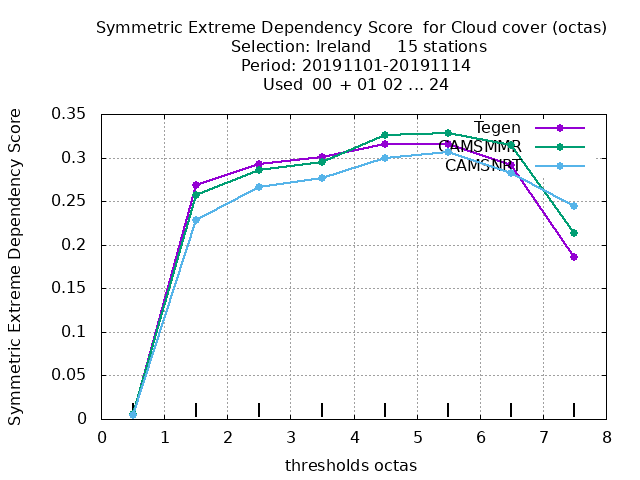 Symmetric Extreme Dependency Score  for Cloud cover (octas)
Selection: Ireland     15 stations
Period: 20191101-20191114
Used  00  + 01 02 ... 24
Symmetric Extreme Dependency Score
0.35
0.3
0.25
0.2
0.15
0.1
0.05
0
Tegen
CAMSMMR
CAMSNRT
0 1 2 3 4 5 6 7 8
thresholds octas